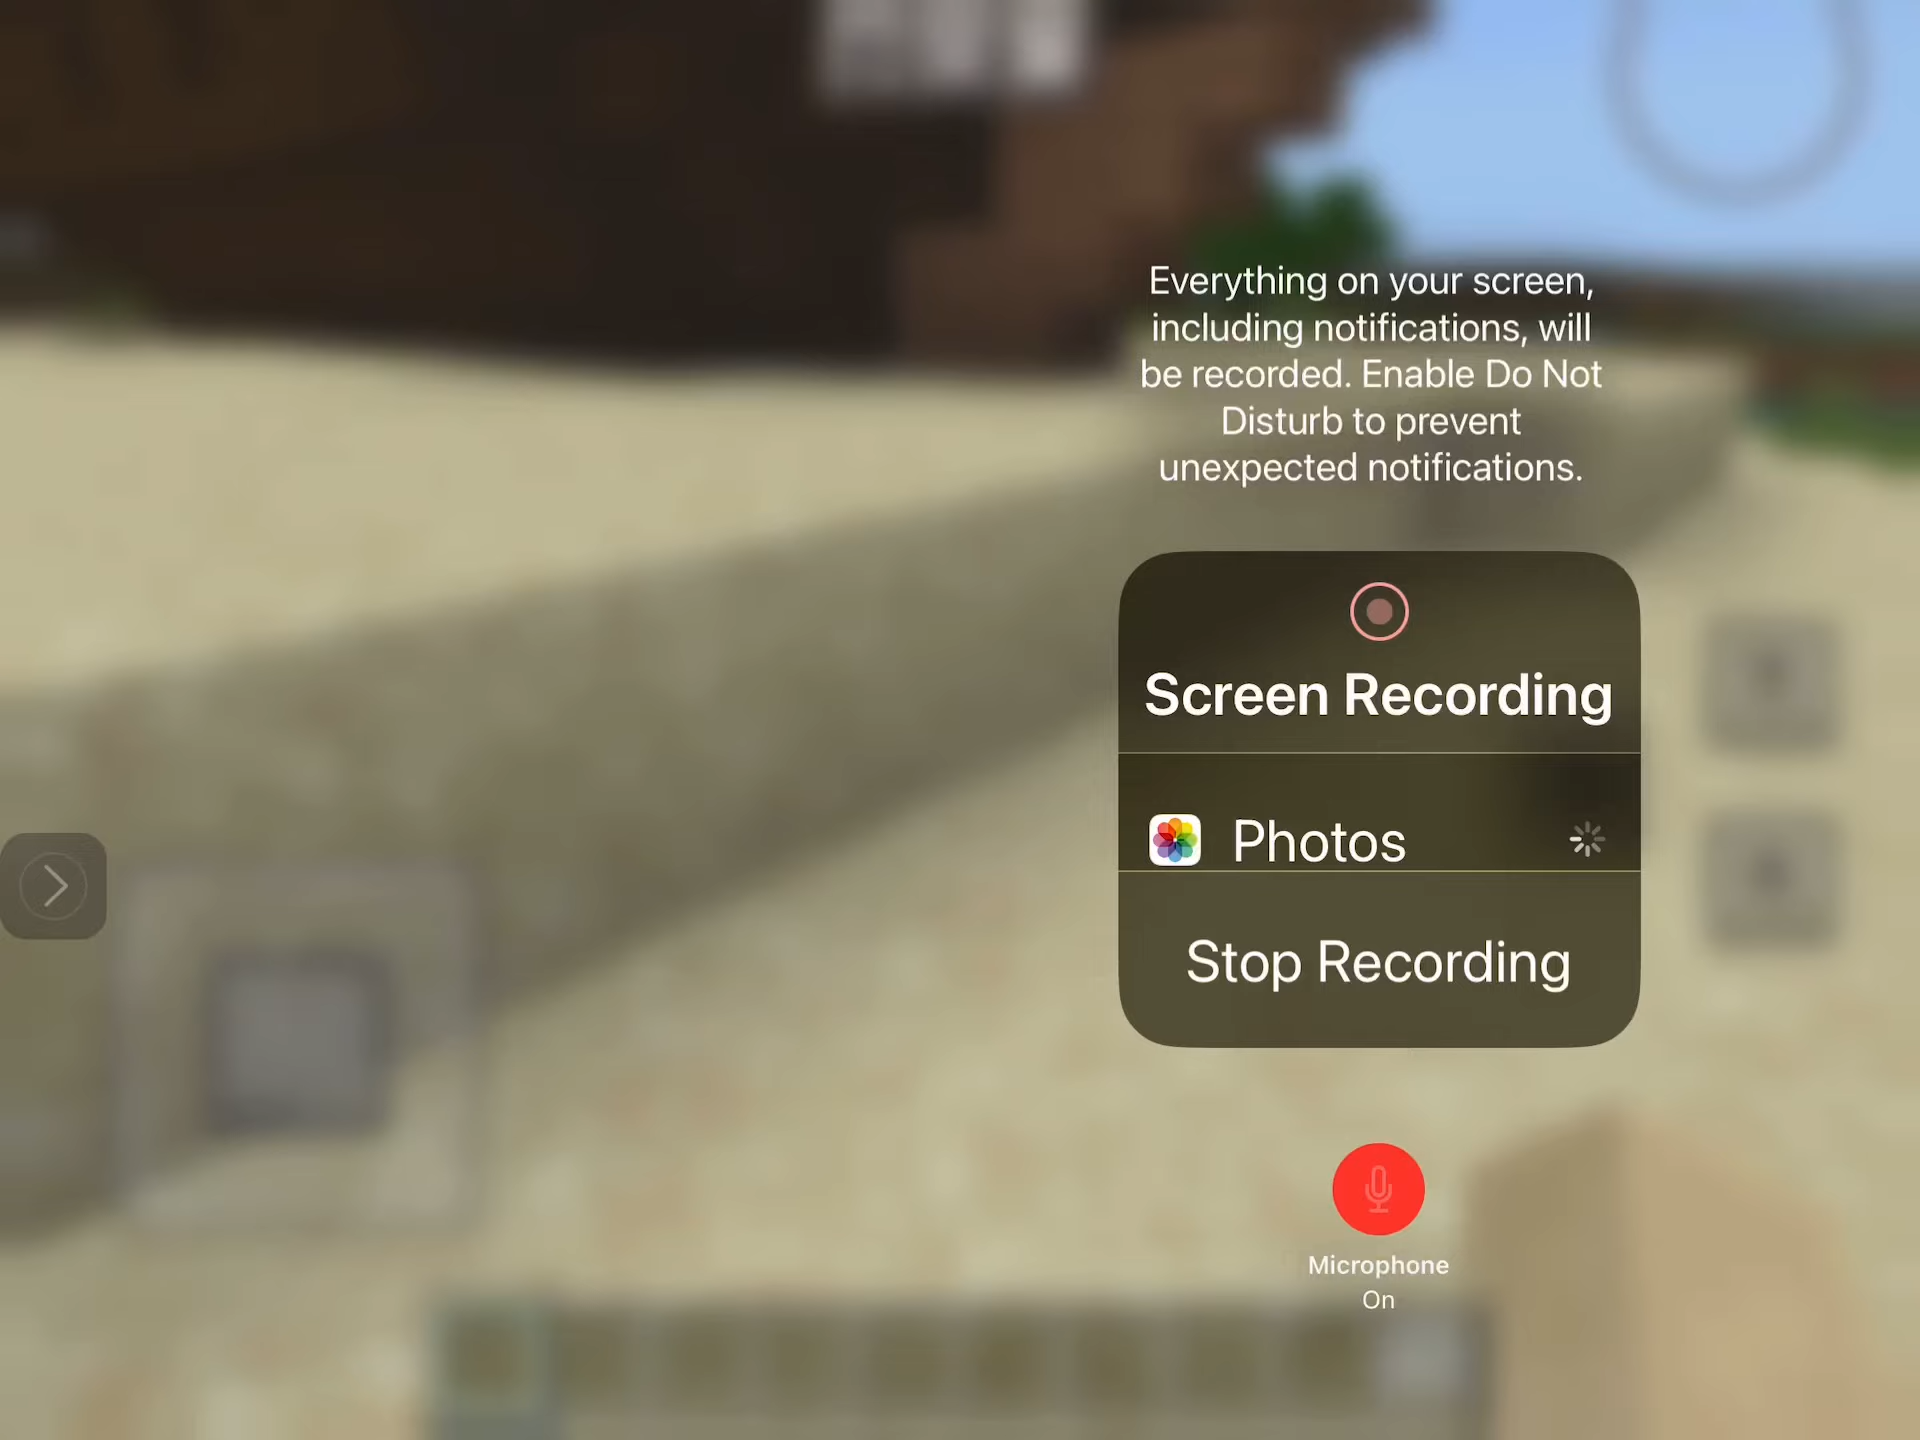 Everything on your screen,
including notifications, will
be recorded. Enable Do Not
Disturb to prevent
unexpected notifications.
Screen Recording
Photos
Stop Recording
Microphone
On